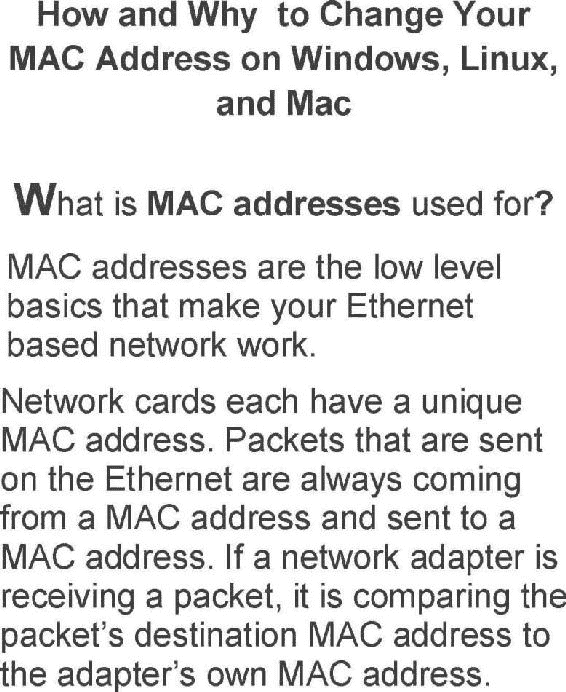 How and Why to Change Your
MAC Address on Windows, Linux,
and Mac
What is MAC addresses used for?
MAC addresses are the low level
basics that make your Ethernet
based network work.
Network cards each have a unique
MAC address. Packets that are sent
on the Ethernet are always coming
from a MAC address and sent to a
MAC address. If a network adapter is
receiving a packet, it is comparing the
packet's destination MAC address to
the adapter's own MAC address.